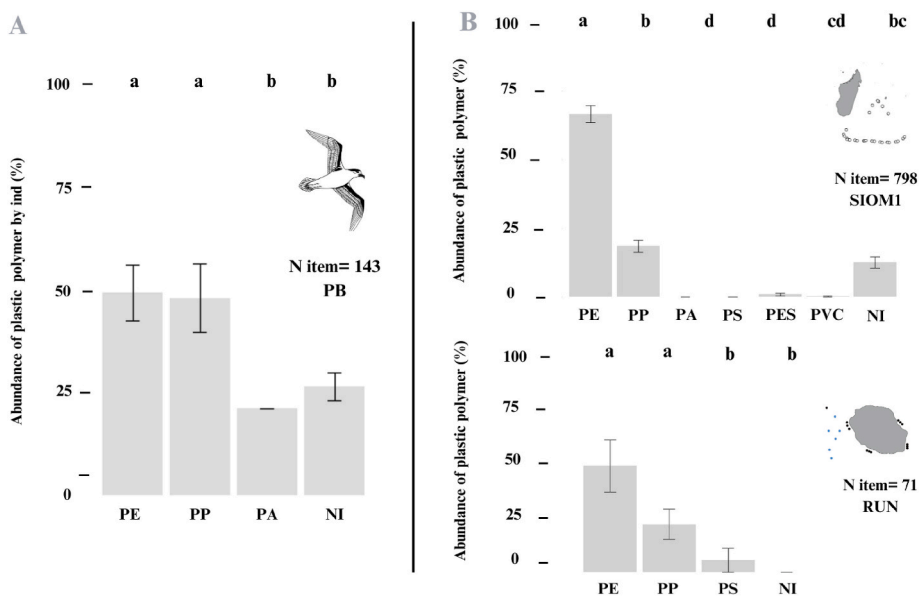 A
Abundance of plastic polymer by ind (%)
100
75
50
25
0
a a b b
N item= 143
PB
PE PP PA NI
B
Abundance of plastic polymer (%)
100
75
50
25
0
a b d d cd bc
N item= 798
SIOM1
PE PP PA PS PES PVC NI
Abundance of plastic polymer (%)
100
75
50
25
0
a a b b
N item= 71
RUN
PE PP PS NI